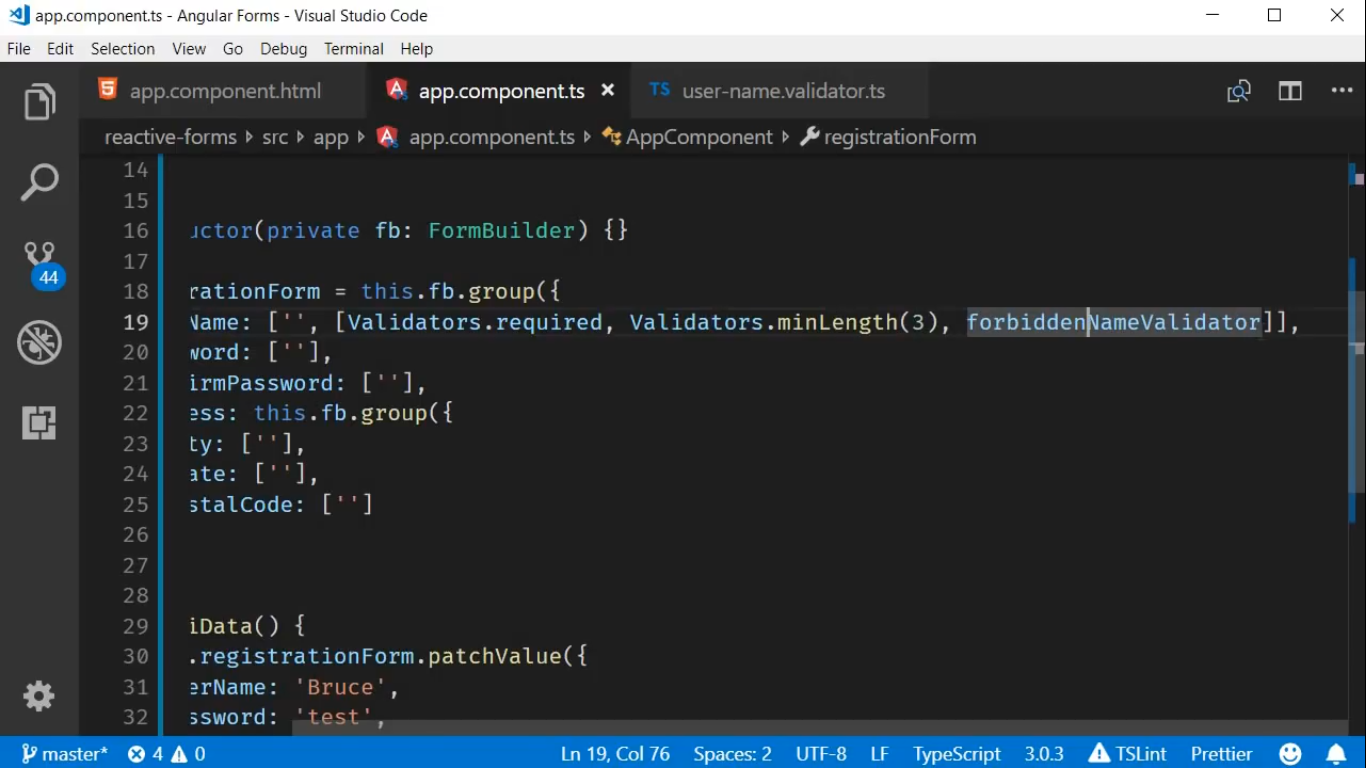 app.component.ts - Angular Forms - Visual Studio Code
File Edit Selection View Go Debug Terminal Help
app.component.html app.component.ts TS user-name.validator.ts
reactive-forms src app app.component.ts AppComponent registrationForm
14
15
16 uctor(private fb: FormBuilder) {}
17
18 rationForm = this.fb.group({
19 Name: ['', [Validators.required, Validators.minLength(3), forbiddenNameValidator]],
20 word: [''],
21 irmPassword: [''],
22 ess: this.fb.group({
23 ty: [''],
24 ate: [''],
25 stalCode: ['']
26
27
28
29 iData() {
30 .registrationForm.patchValue({
31 erName: 'Bruce',
32 ssword: 'test',
44
master* 4 0 Ln 19, Col 76 Spaces: 2 UTF-8 LF TypeScript 3.0.3 TSLint Prettier